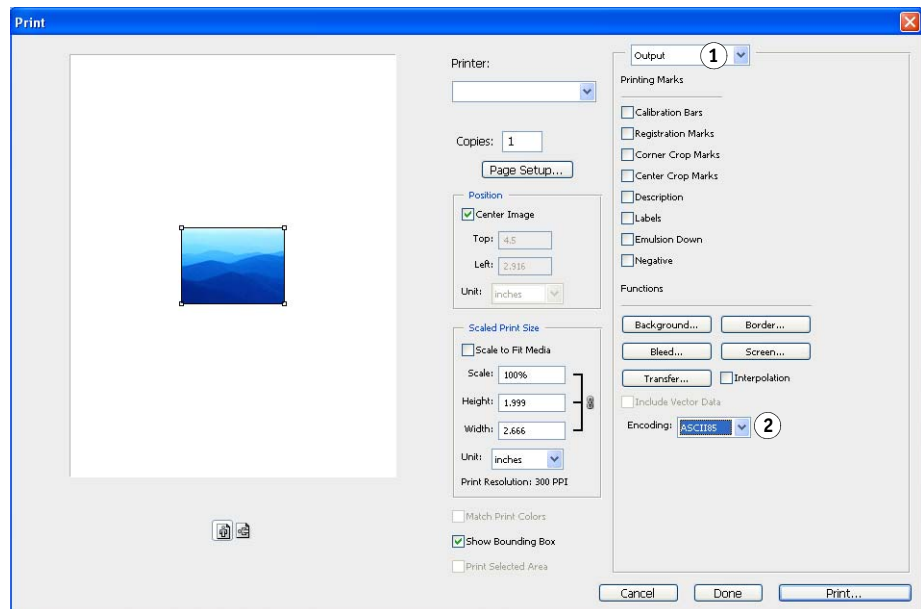 Print
Printer:
Copies: 1
Page Setup...
Position
Center Image
Top: 4.5
Left: 2.916
Unit: inches
Scaled Print Size
Scale to Fit Media
Scale: 100%
Height: 1.999
Width: 2.666
Unit: inches
Print Resolution: 300 PPI
Match Print Colors
Show Bounding Box
Print Selected Area
Output 1
Printing Marks
Calibration Bars
Registration Marks
Corner Crop Marks
Center Crop Marks
Description
Labels
Emulsion Down
Negative
Functions
Background... Border...
Bleed... Screen...
Transfer... Interpolation
Include Vector Data
Encoding: ASCII85 2
Cancel Done Print...